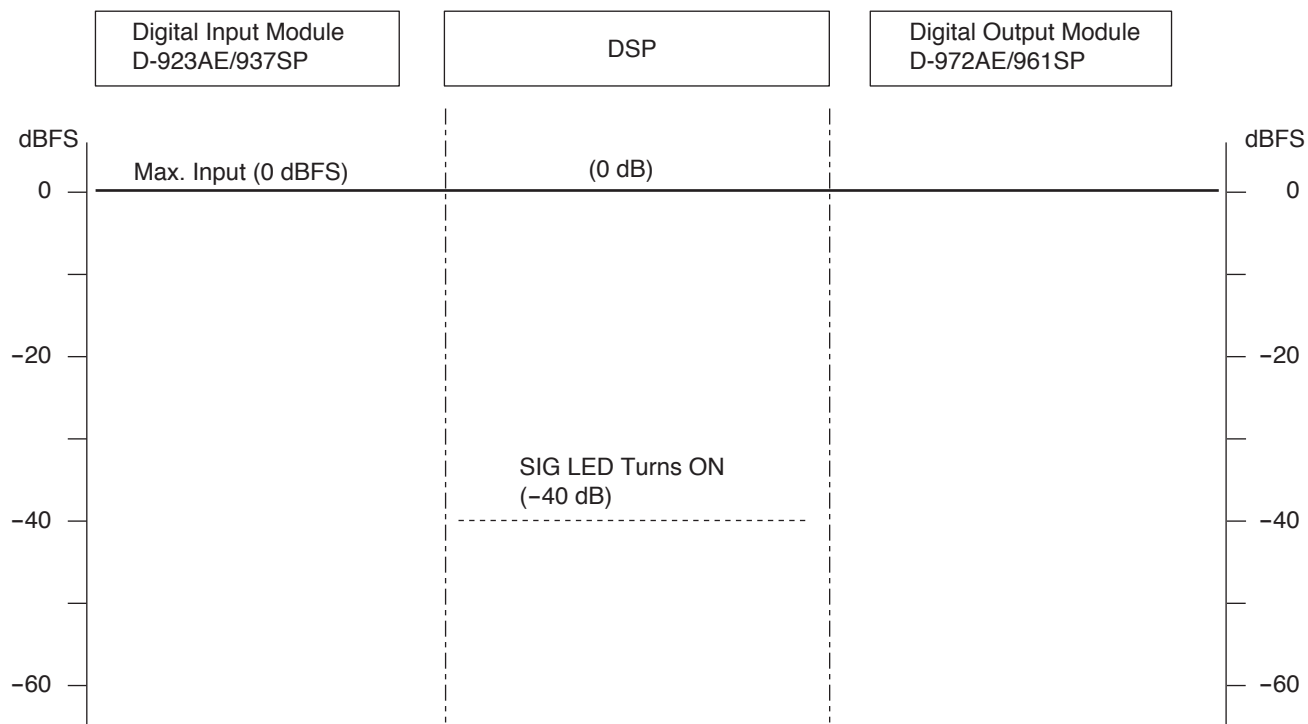 Digital Input Module
D-923AE/937SP
DSP
Digital Output Module
D-972AE/961SP
dBFS
dBFS
Max. Input (0 dBFS)
(0 dB)
0
0
−20
−20
SIG LED Turns ON
(−40 dB)
−40
−40
−60
−60